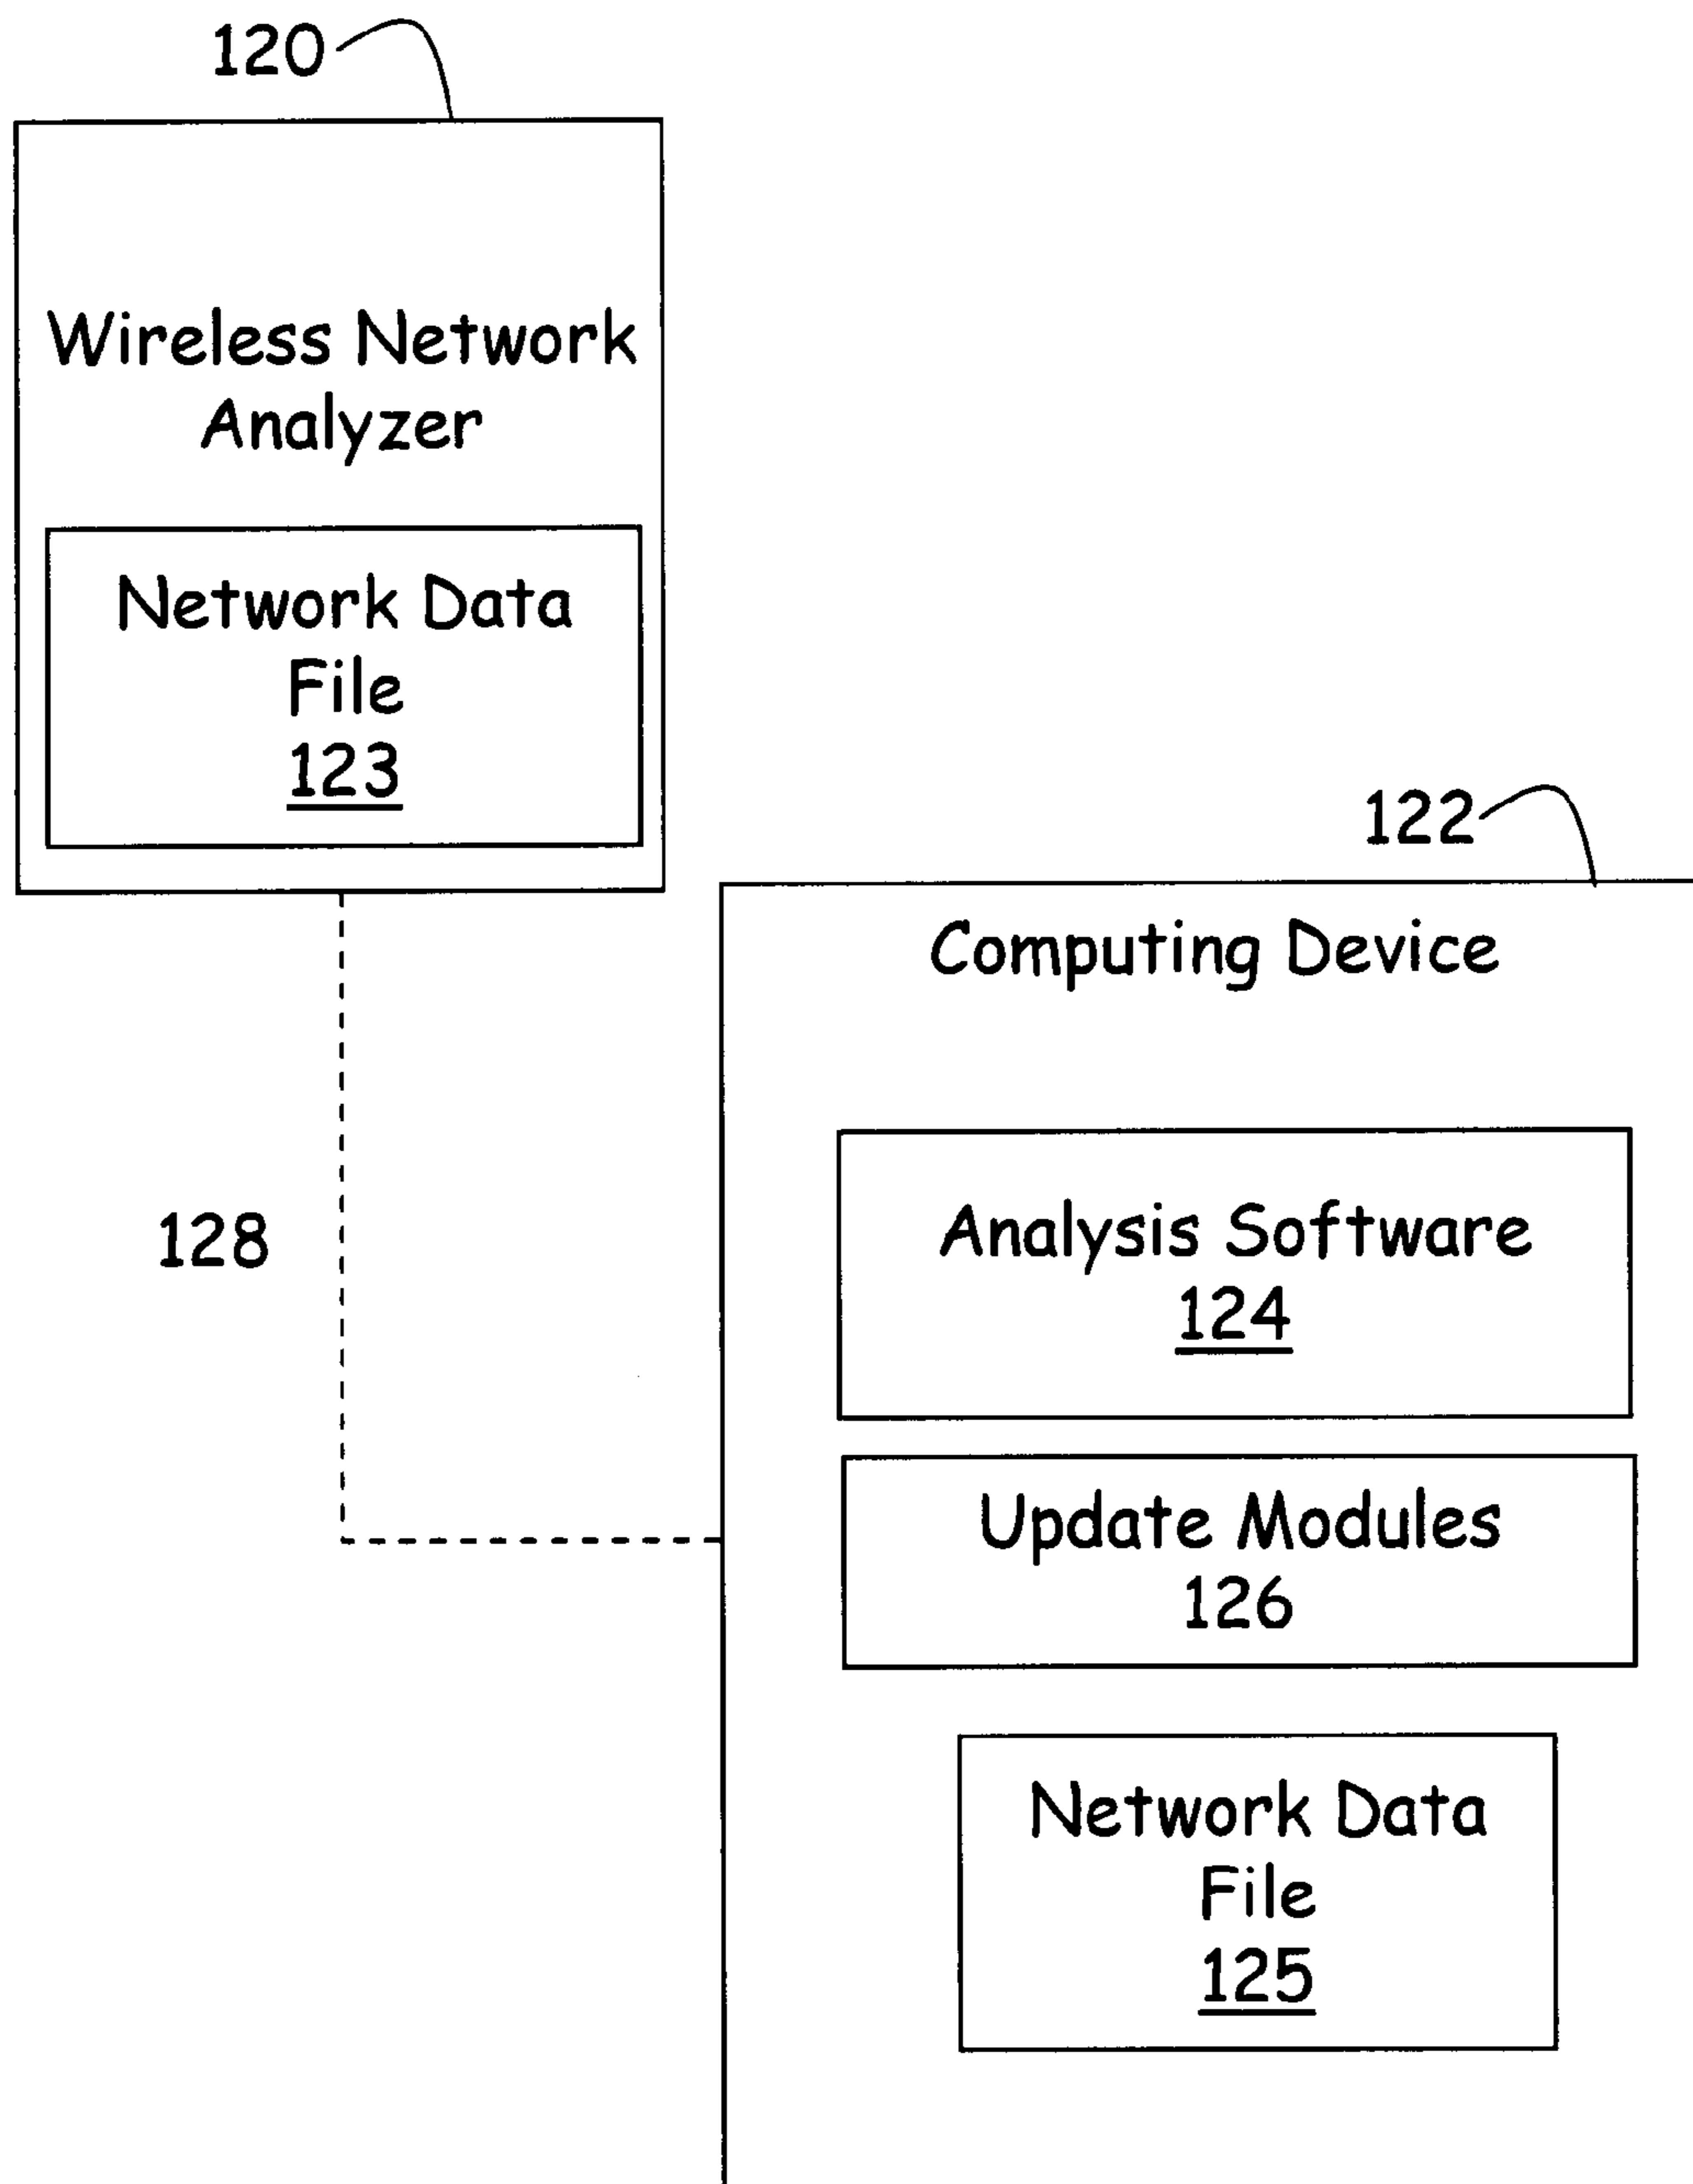 120
Wireless Network
Analyzer
Network Data
File
123
122
Computing Device
128
Analysis Software
124
Update Modules
126
Network Data
File
125